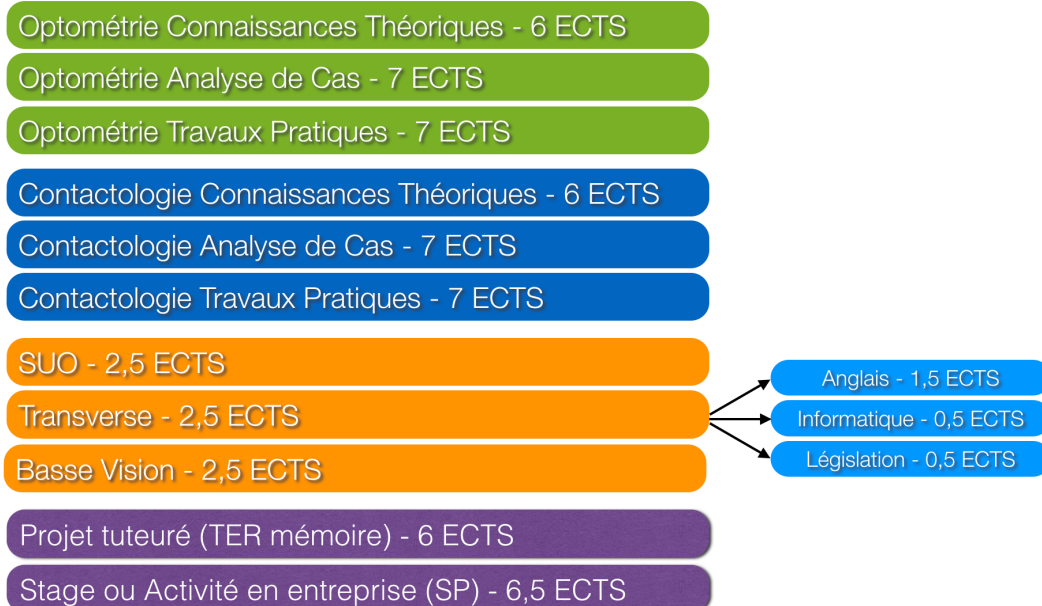 Optométrie Connaissances Théoriques - 6 ECTS
Optométrie Analyse de Cas - 7 ECTS
Optométrie Travaux Pratiques - 7 ECTS
Contactologie Connaissances Théoriques - 6 ECTS
Contactologie Analyse de Cas - 7 ECTS
Contactologie Travaux Pratiques - 7 ECTS
SUO - 2,5 ECTS
Transverse - 2,5 ECTS
Anglais - 1,5 ECTS
Informatique - 0,5 ECTS
Législation - 0,5 ECTS
Basse Vision - 2,5 ECTS
Projet tuteuré (TER mémoire) - 6 ECTS
Stage ou Activité en entreprise (SP) - 6,5 ECTS